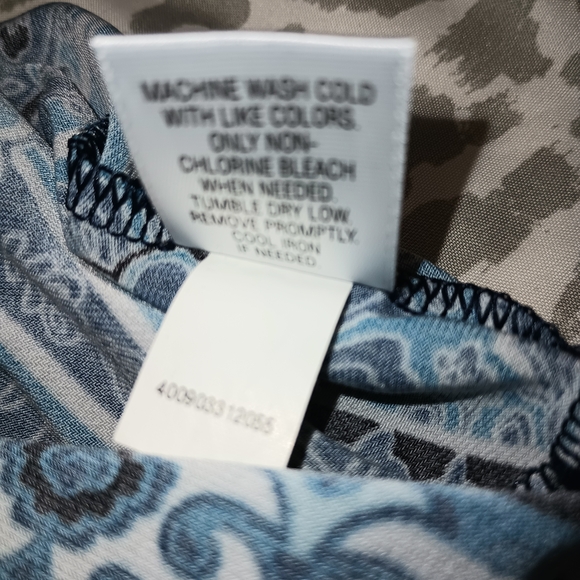 MACHINE WASH COLD
WITH LIKE COLORS.
ONLY NON-
CHLORINE BLEACH
WHEN NEEDED.
TUMBLE DRY LOW.
REMOVE PROMPTLY.
COOL IRON
IF NEEDED
400903312055